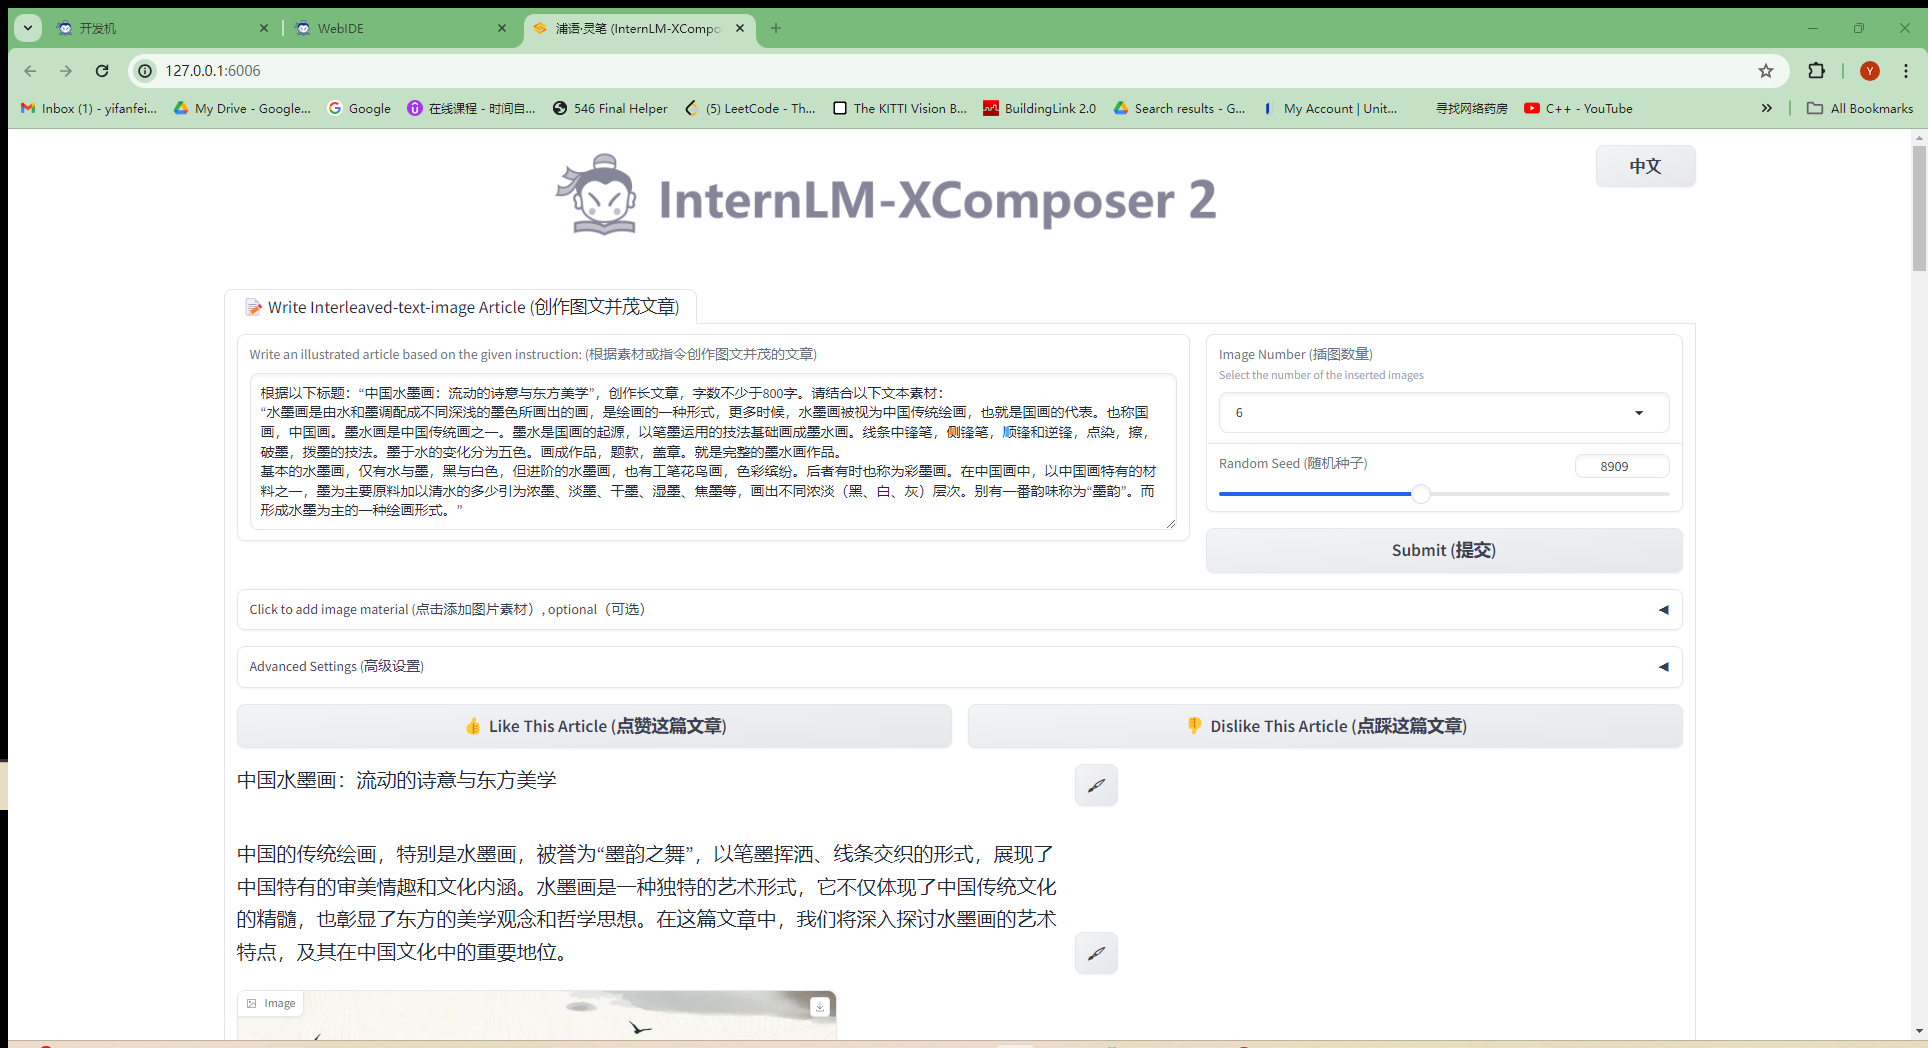 开发机
WebIDE
浦语·灵笔 (InternLM-XCompo
127.0.0.1:6006
Y
Inbox (1) - yifanfei...
My Drive - Google...
Google
在线课程 - 时间自...
546 Final Helper
(5) LeetCode - Th...
The KITTI Vision B...
BuildingLink 2.0
Search results - G...
My Account | Unit...
寻找网络药房
C++ - YouTube
All Bookmarks
InternLM-XComposer 2
中文
Write Interleaved-text-image Article (创作图文并茂文章)
Write an illustrated article based on the given instruction: (根据素材或指令创作图文并茂的文章)
根据以下标题：“中国水墨画：流动的诗意与东方美学”，创作长文章，字数不少于800字。请结合以下文本素材：
“水墨画是由水和墨调配成不同深浅的墨色所画出的画，是绘画的一种形式，更多时候，水墨画被视为中国传统绘画，也就是国画的代表。也称国
画，中国画。墨水画是中国传统画之一。墨水是国画的起源，以笔墨运用的技法基础画成墨水画。线条中锋笔，侧锋笔，顺锋和逆锋，点染，擦，
破墨，拨墨的技法。墨于水的变化分为五色。画成作品，题款，盖章。就是完整的墨水画作品。
基本的水墨画，仅有水与墨，黑与白色，但进阶的水墨画，也有工笔花鸟画，色彩缤纷。后者有时也称为彩墨画。在中国画中，以中国画特有的材
料之一，墨为主要原料加以清水的多少引为浓墨、淡墨、干墨、湿墨、焦墨等，画出不同浓淡（黑、白、灰）层次。别有一番韵味称为“墨韵”。而
形成水墨为主的一种绘画形式。”
Image Number (插图数量)
Select the number of the inserted images
6
Random Seed (随机种子)
8909
Submit (提交)
Click to add image material (点击添加图片素材）, optional（可选）
Advanced Settings (高级设置)
Like This Article (点赞这篇文章)
Dislike This Article (点踩这篇文章)
中国水墨画：流动的诗意与东方美学
中国的传统绘画，特别是水墨画，被誉为“墨韵之舞”，以笔墨挥洒、线条交织的形式，展现了
中国特有的审美情趣和文化内涵。水墨画是一种独特的艺术形式，它不仅体现了中国传统文化
的精髓，也彰显了东方的美学观念和哲学思想。在这篇文章中，我们将深入探讨水墨画的艺术
特点，及其在中国文化中的重要地位。
Image